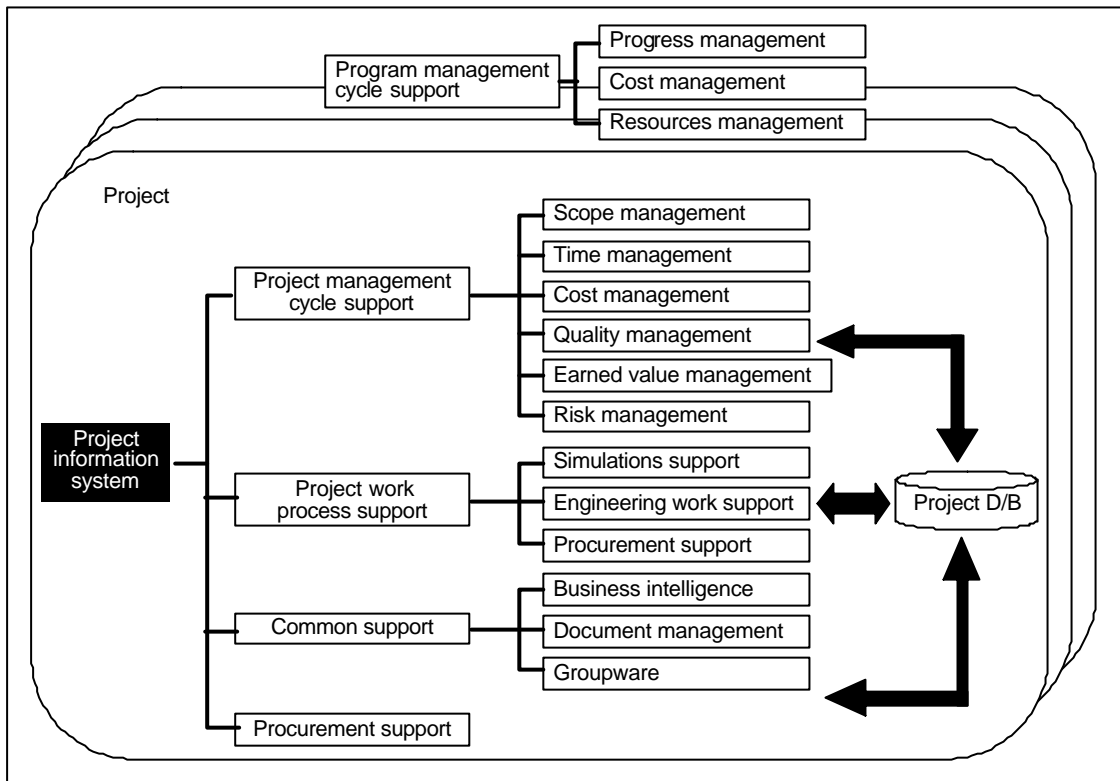 Program management
cycle support
Progress management
Cost management
Resources management
Project
Project
information
system
Project management
cycle support
Scope management
Time management
Cost management
Quality management
Earned value management
Risk management
Project work
process support
Simulations support
Engineering work support
Procurement support
Common support
Business intelligence
Document management
Groupware
Procurement support
Project D/B